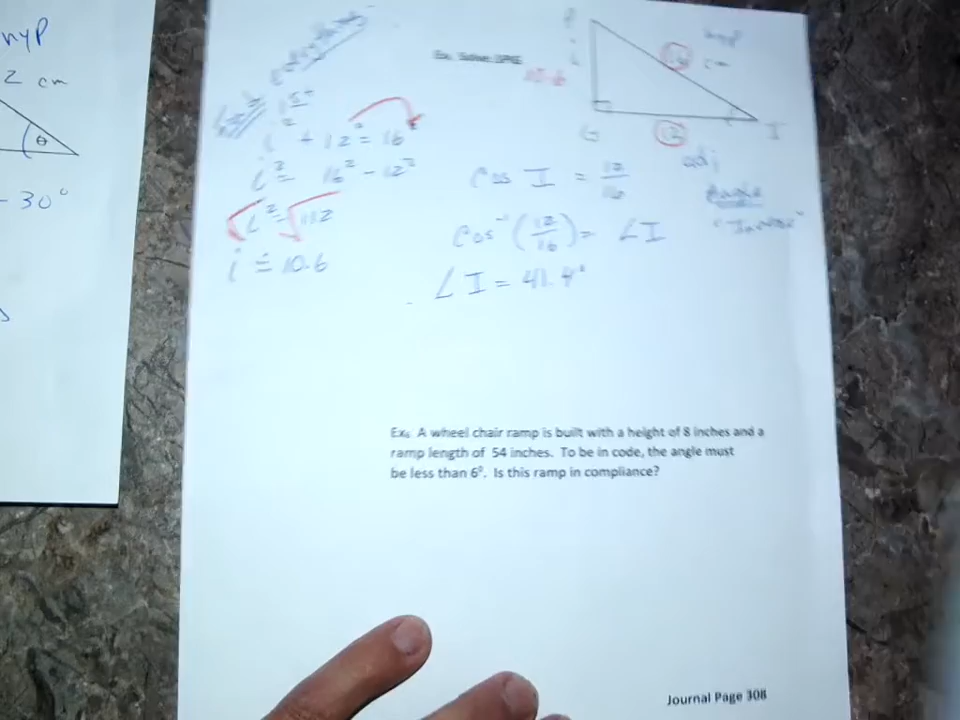 hyp
2 cm
θ
- 30°
Ex. Solve
hyp
16 cm
10.6
i
G
12
I
adj
i² + 12² = 16²
i² = 16² - 12²
i² = 112
i ≐ 10.6
Cos I = 12/16
Cos⁻¹ (12/16) = ∠I
∠I = 41.4°
Angle
Ex. A wheel chair ramp is built with a height of 8 inches and a
ramp length of 54 inches. To be in code, the angle must
be less than 6⁰. Is this ramp in compliance?
Journal Page 308